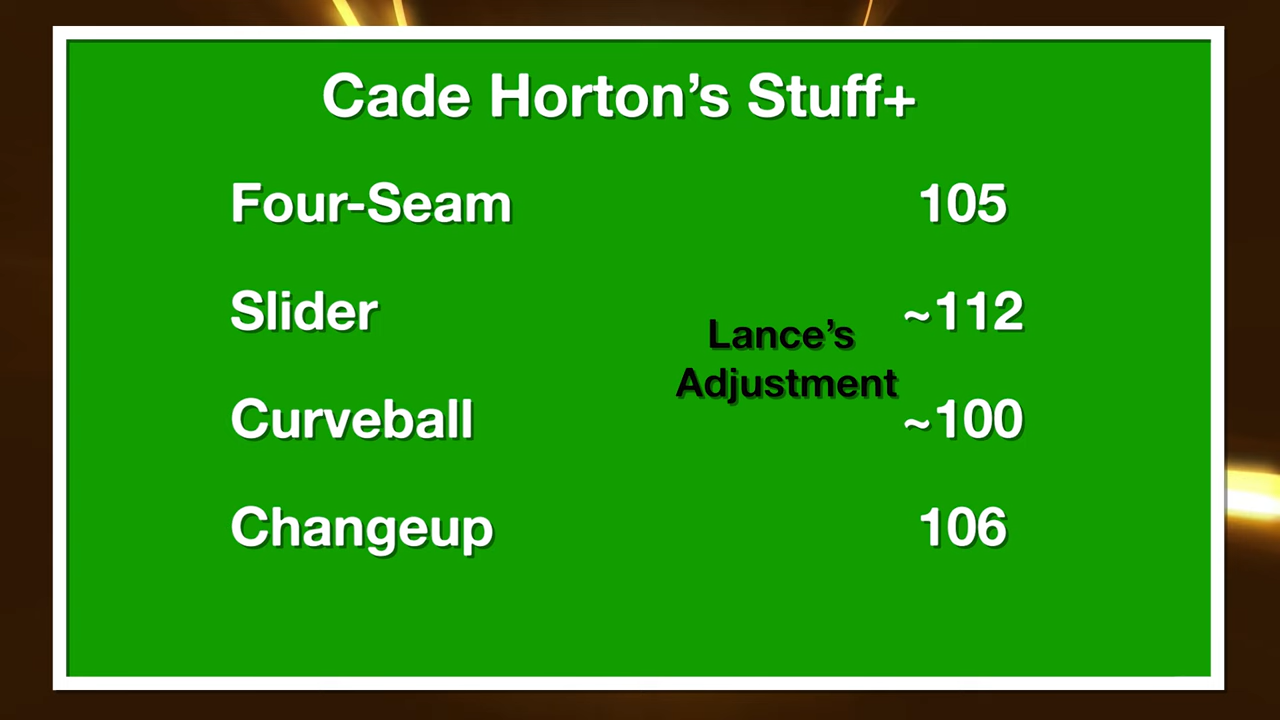 Cade Horton’s Stuff+
Four-Seam 105
Slider ~112
Lance’s
Adjustment
Curveball ~100
Changeup 106